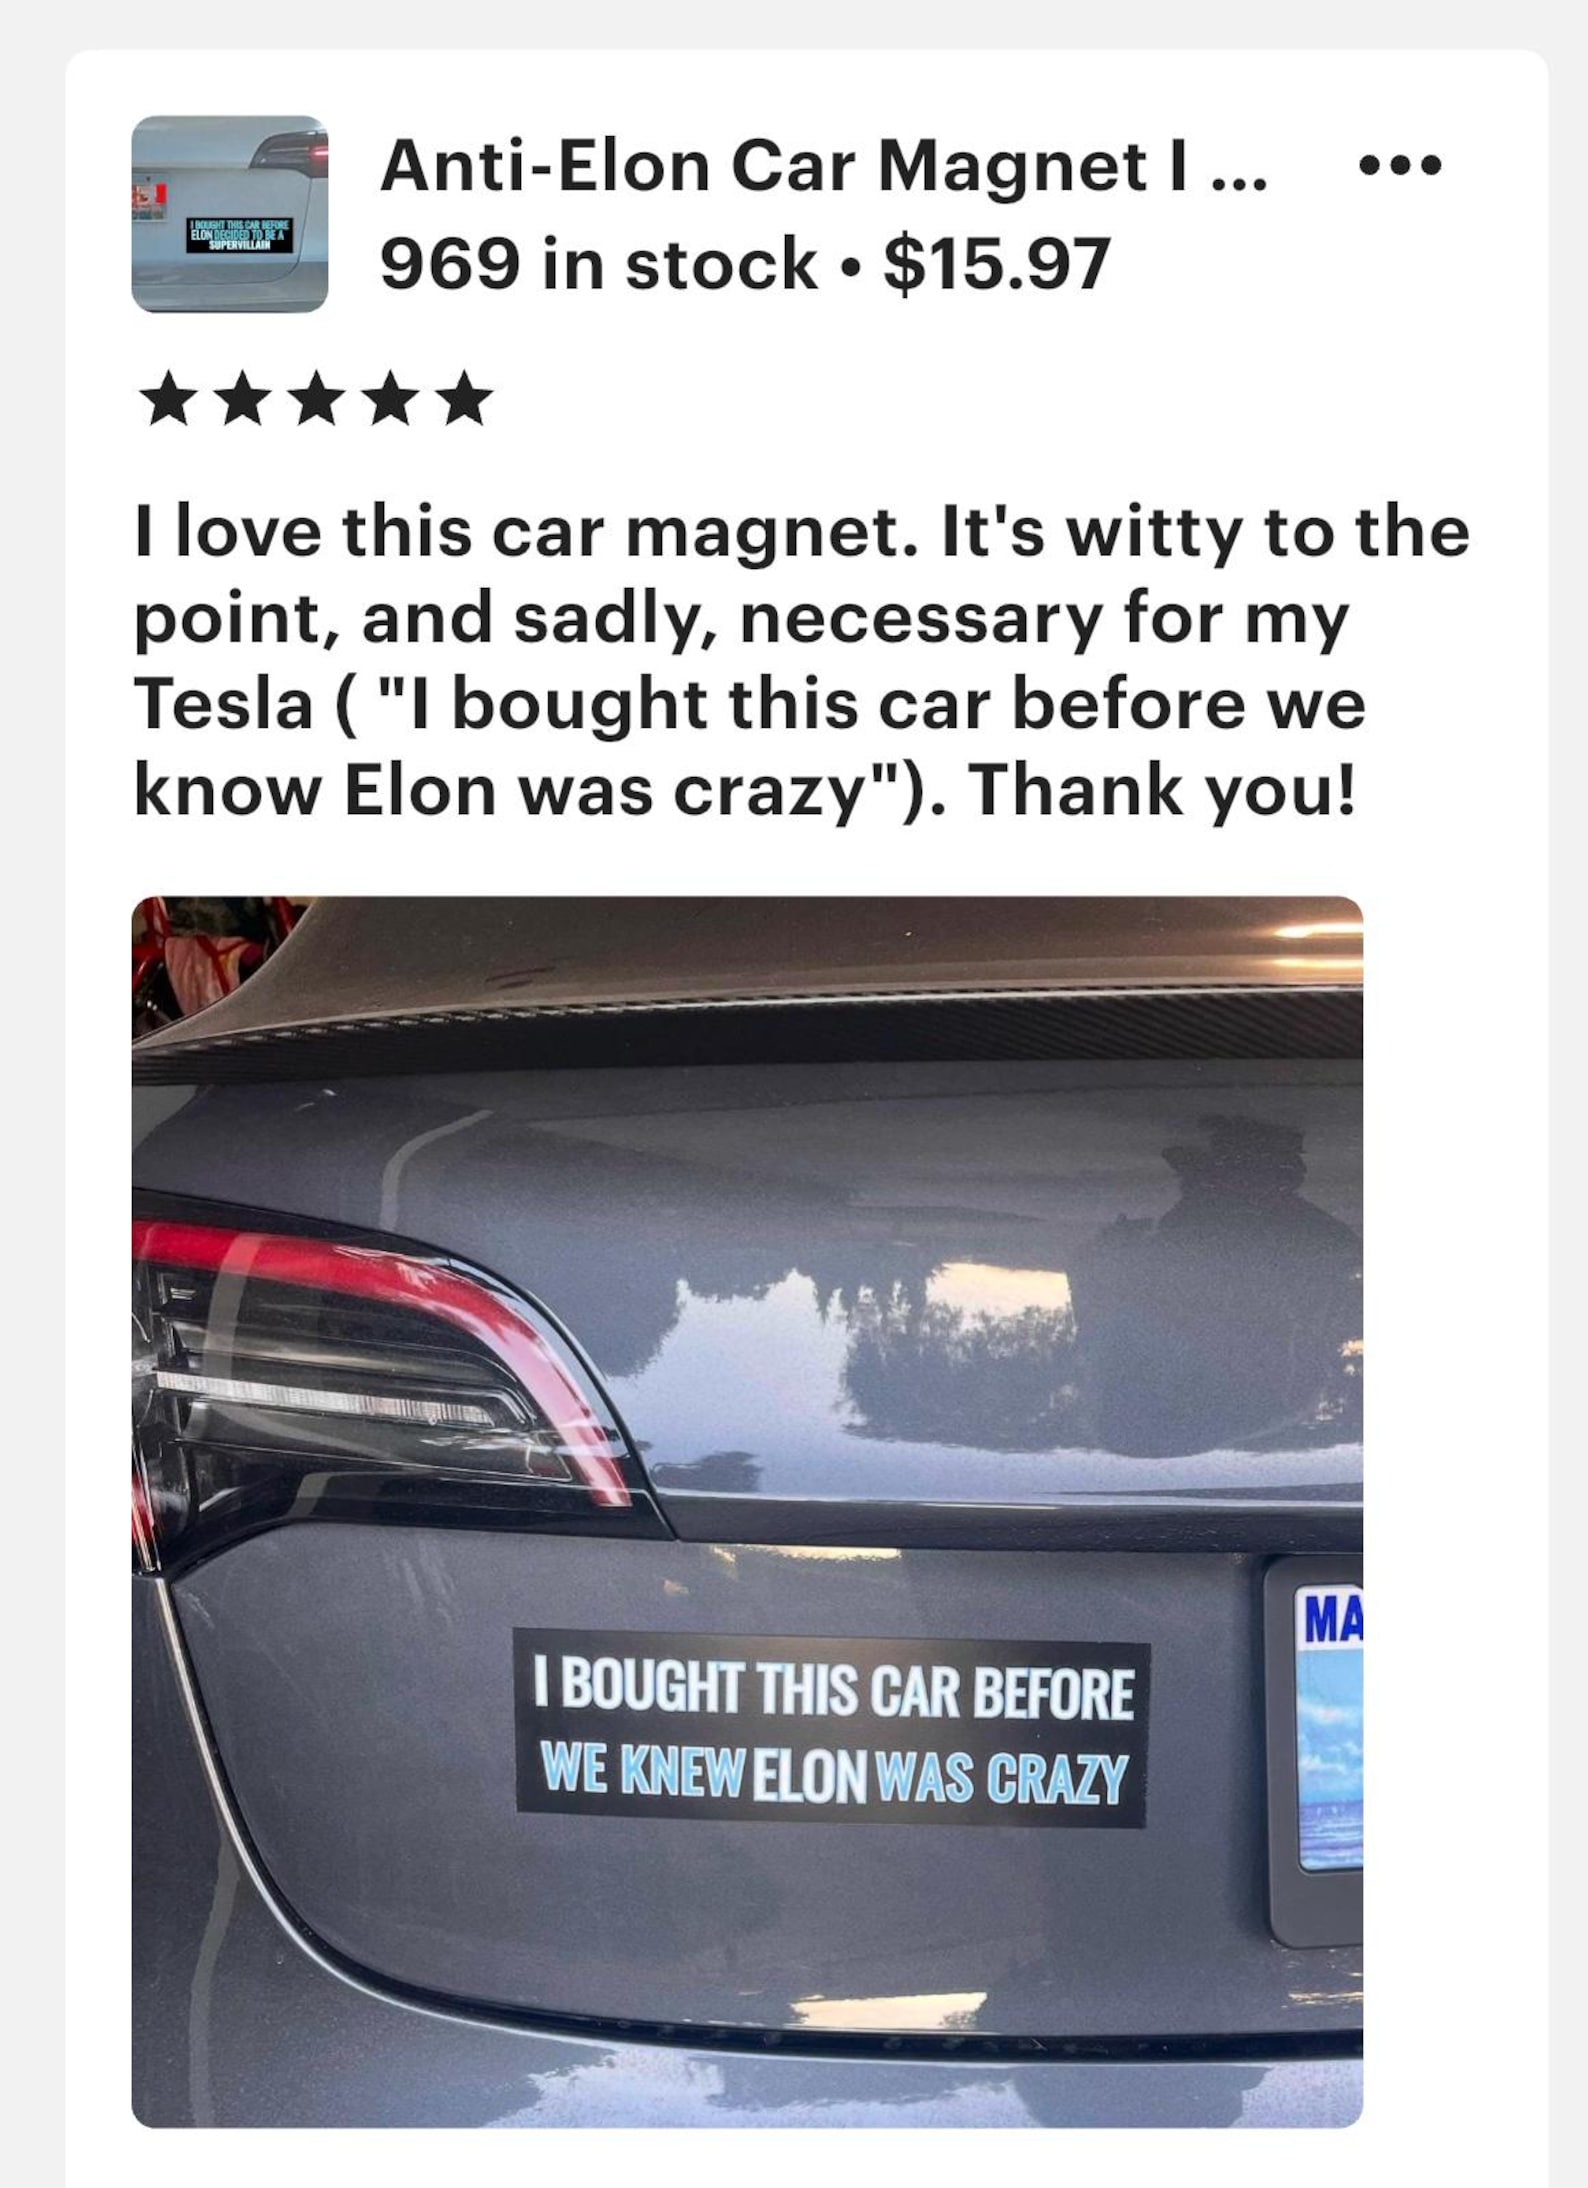 I BOUGHT THIS CAR BEFORE
ELON DECIDED TO BE A
SUPERVILLAIN
Anti-Elon Car Magnet I ...
969 in stock • $15.97
I love this car magnet. It's witty to the
point, and sadly, necessary for my
Tesla ( "I bought this car before we
know Elon was crazy"). Thank you!
I BOUGHT THIS CAR BEFORE
WE KNEW ELON WAS CRAZY
MA